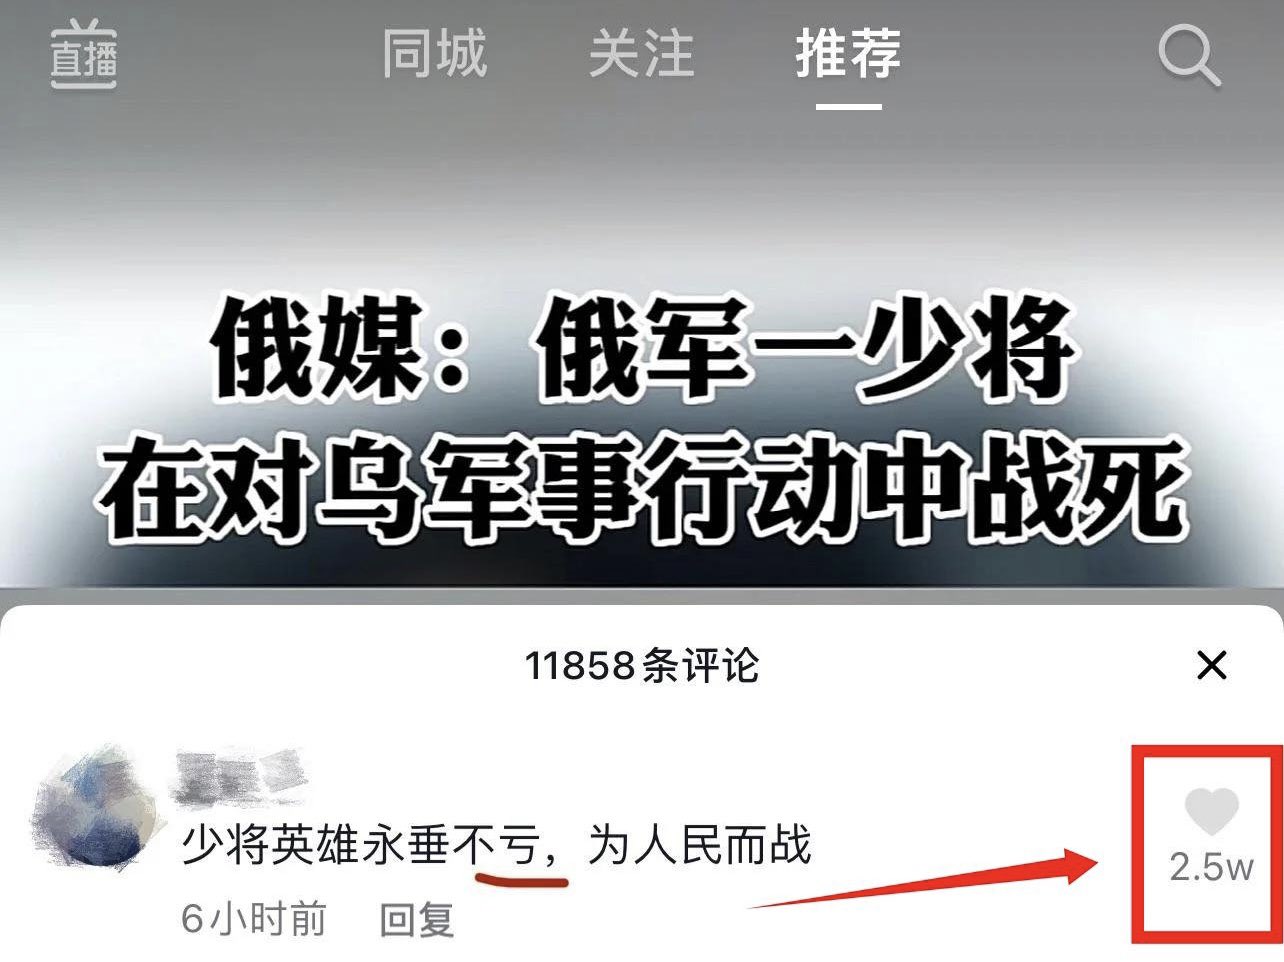 直播 同城 关注 推荐
俄媒：俄军一少将
在对乌军事行动中战死
11858条评论
少将英雄永垂不亏，为人民而战
2.5w
6小时前 回复